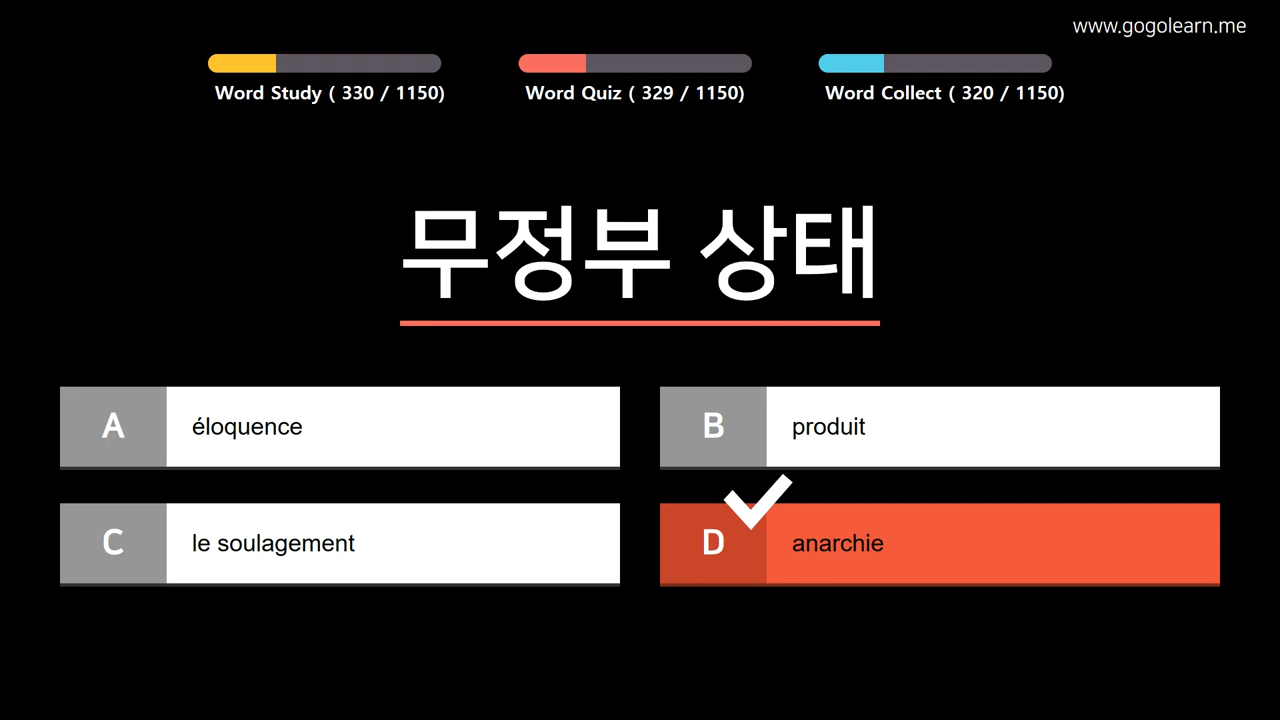 www.gogolearn.me
Word Study ( 330 / 1150)
Word Quiz ( 329 / 1150)
Word Collect ( 320 / 1150)
무정부 상태
A
éloquence
B
produit
C
le soulagement
D
anarchie